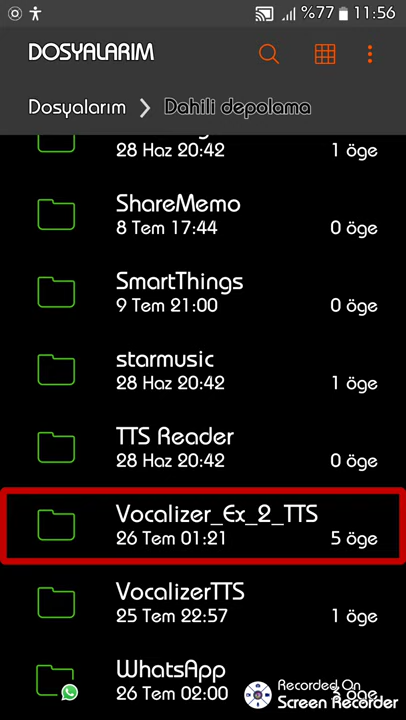 %77 11:56
DOSYALARIM
Dosyalarım
Dahili depolama
28 Haz 20:42 1 öge
ShareMemo
8 Tem 17:44 0 öge
SmartThings
9 Tem 21:00 0 öge
starmusic
28 Haz 20:42 1 öge
TTS Reader
28 Haz 20:42 0 öge
Vocalizer_Ex_2_TTS
26 Tem 01:21 5 öge
VocalizerTTS
25 Tem 22:57 1 öge
WhatsApp
26 Tem 02:00 3 öge
Recorded On
Screen Recorder